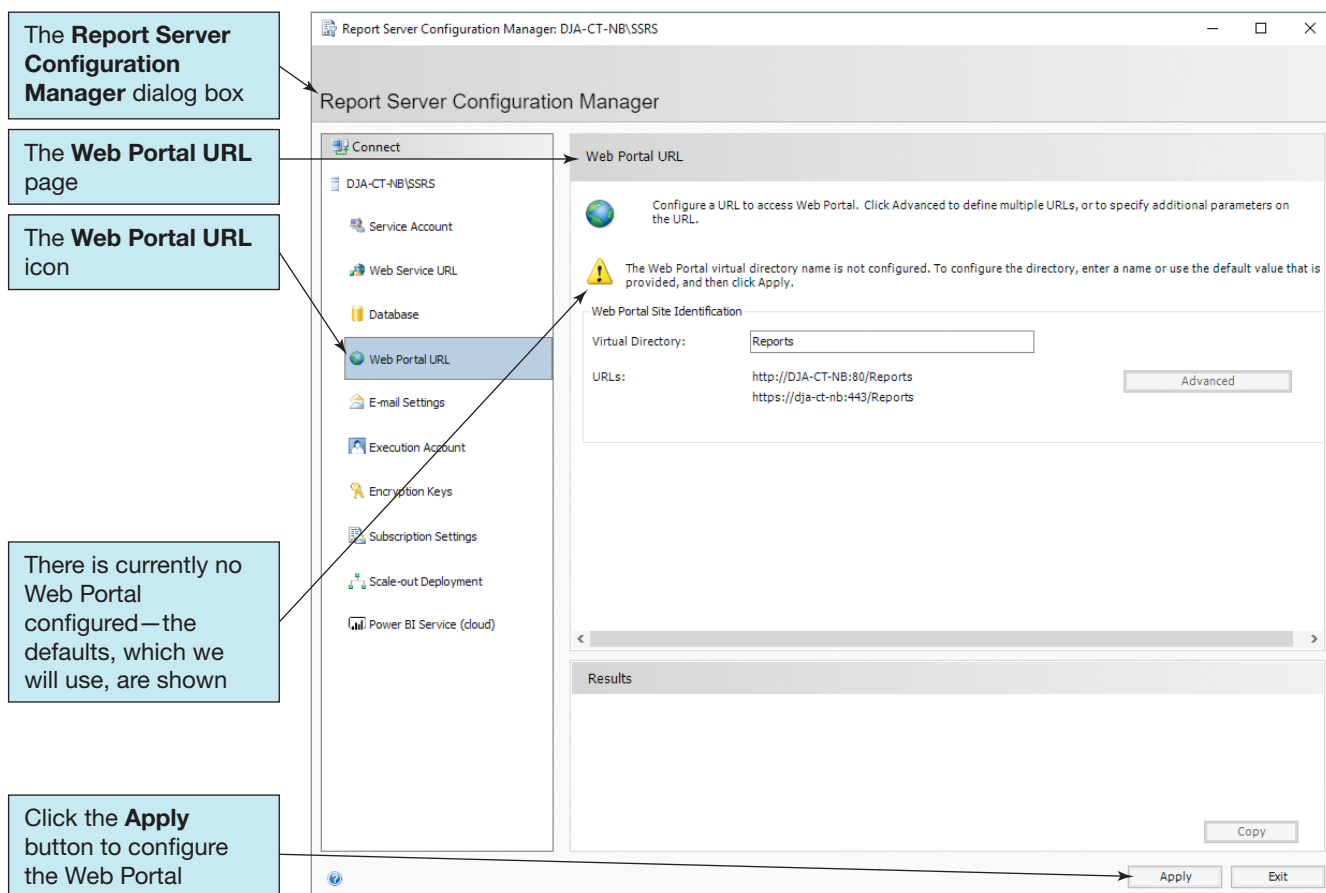 The Report Server
Configuration
Manager dialog box
The Web Portal URL
page
The Web Portal URL
icon
There is currently no
Web Portal
configured—the
defaults, which we
will use, are shown
Click the Apply
button to configure
the Web Portal
Report Server Configuration Manager: DJA-CT-NB\SSRS
Report Server Configuration Manager
Connect
DJA-CT-NB\SSRS
Service Account
Web Service URL
Database
Web Portal URL
E-mail Settings
Execution Account
Encryption Keys
Subscription Settings
Scale-out Deployment
Power BI Service (cloud)
Web Portal URL
Configure a URL to access Web Portal. Click Advanced to define multiple URLs, or to specify additional parameters on
the URL.
The Web Portal virtual directory name is not configured. To configure the directory, enter a name or use the default value that is
provided, and then click Apply.
Web Portal Site Identification
Virtual Directory: Reports
URLs: http://DJA-CT-NB:80/Reports
https://dja-ct-nb:443/Reports
Advanced
Results
Copy
Apply Exit